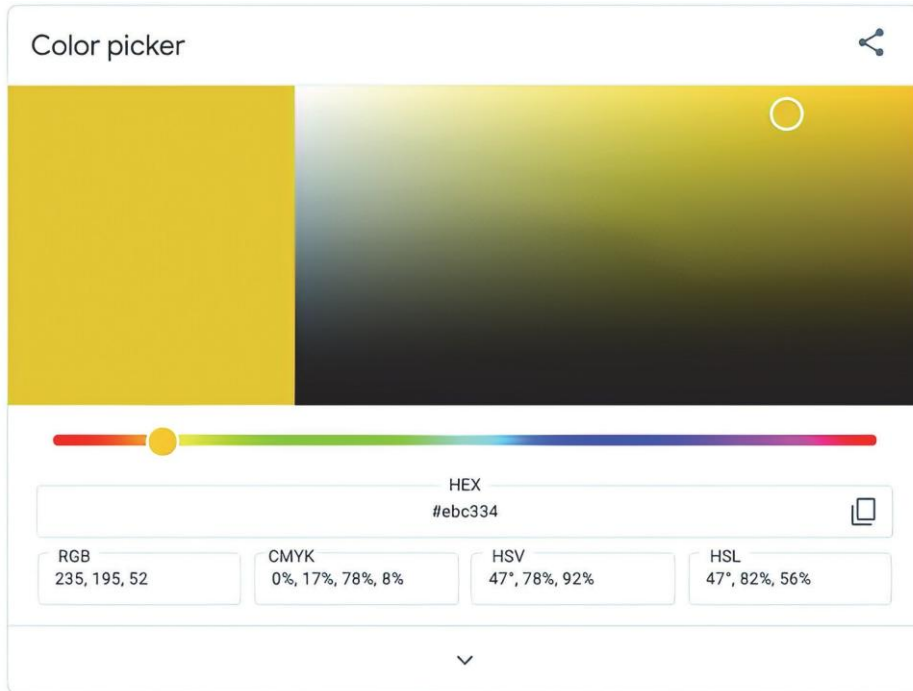 Color picker
HEX
#ebc334
RGB
235, 195, 52
CMYK
0%, 17%, 78%, 8%
HSV
47°, 78%, 92%
HSL
47°, 82%, 56%